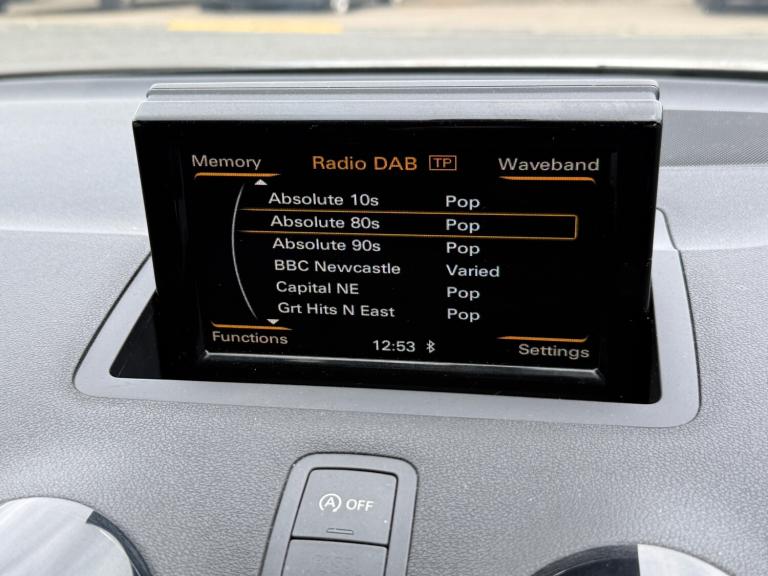 Memory Radio DAB TP Waveband
Absolute 10s Pop
Absolute 80s Pop
Absolute 90s Pop
BBC Newcastle Varied
Capital NE Pop
Grt Hits N East Pop
Functions 12:53 Settings
A OFF